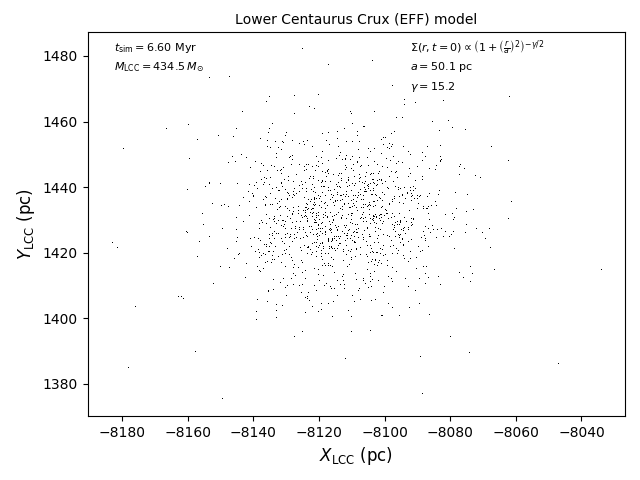 Lower Centaurus Crux (EFF) model
t_sim = 6.60 Myr
M_LCC = 434.5 M_⊙
Σ(r, t = 0) ∝ (1 + (r/a)²)^(−γ/2)
a = 50.1 pc
γ = 15.2
1480
1460
1440
1420
1400
1380
Y_LCC (pc)
−8180 −8160 −8140 −8120 −8100 −8080 −8060 −8040
X_LCC (pc)